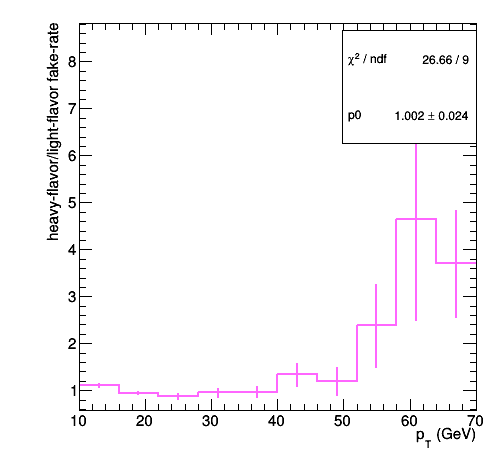 heavy-flavor/light-flavor fake-rate
χ² / ndf 26.66 / 9
p0 1.002 ± 0.024
8
7
6
5
4
3
2
1
10 20 30 40 50 60 70
p_T (GeV)